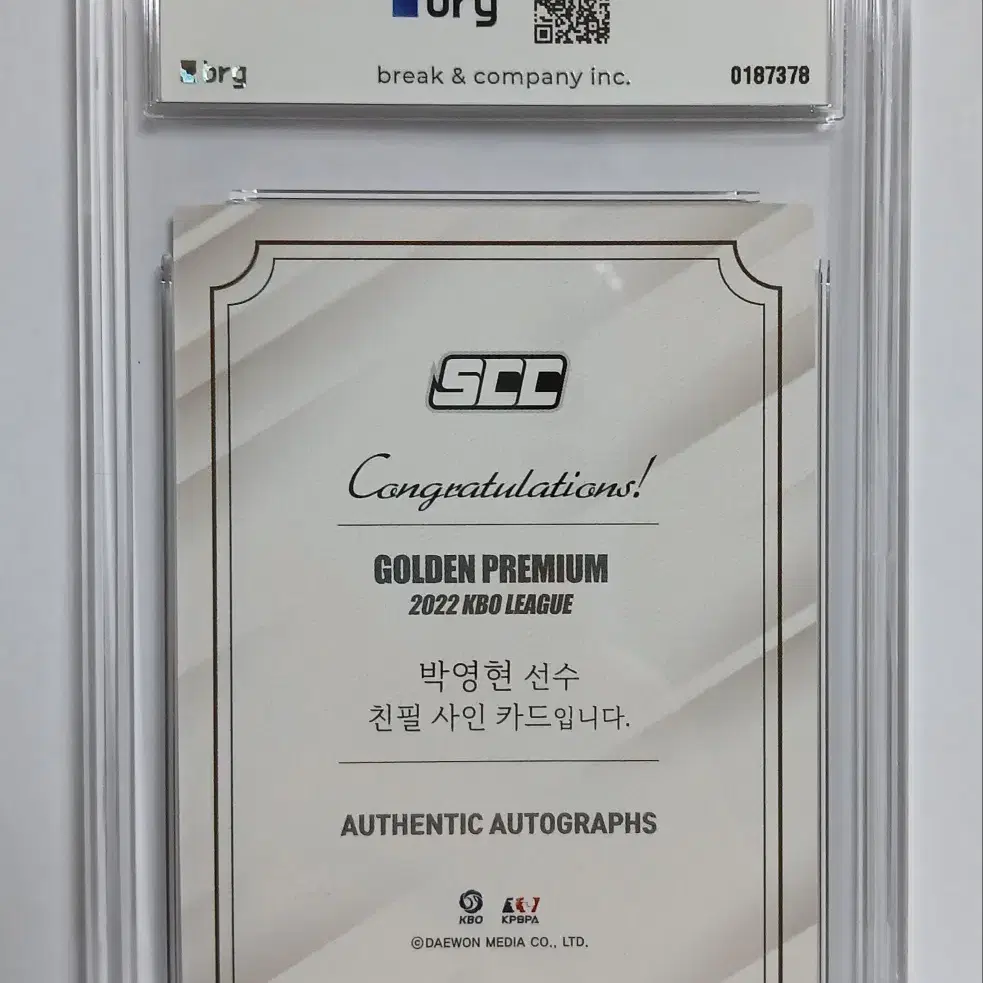 brg
brg
break & company inc.
0187378
SCC
Congratulations!
GOLDEN PREMIUM
2022 KBO LEAGUE
박영현 선수
친필 사인 카드입니다.
AUTHENTIC AUTOGRAPHS
KBO
KPBPA
©DAEWON MEDIA CO., LTD.